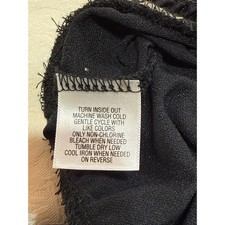 TURN INSIDE OUT
MACHINE WASH COLD
GENTLE CYCLE WITH
LIKE COLORS
ONLY NON-CHLORINE
BLEACH WHEN NEEDED
TUMBLE DRY LOW
COOL IRON WHEN NEEDED
ON REVERSE